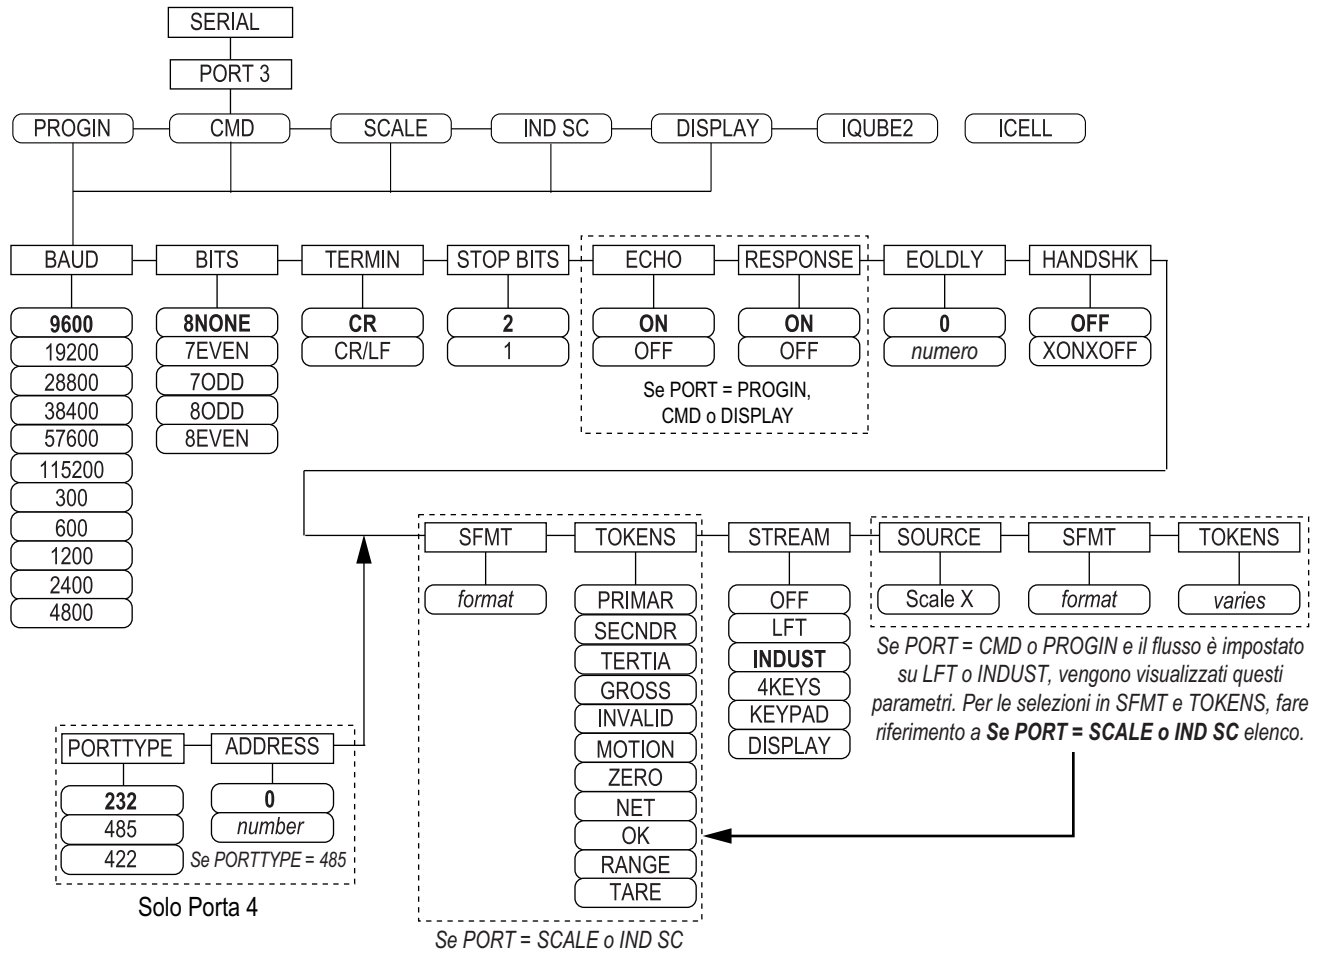 SERIAL
PORT 3
PROGIN CMD SCALE IND SC DISPLAY IQUBE2 ICELL
BAUD BITS TERMIN STOP BITS ECHO RESPONSE EOLDLY HANDSHK
9600 8NONE CR 2 ON ON 0 OFF
19200 7EVEN CR/LF 1 OFF OFF numero XONXOFF
28800 7ODD
38400 8ODD
57600 8EVEN
115200
300
600
1200
2400
4800
Se PORT = PROGIN,
CMD o DISPLAY
SFMT TOKENS STREAM SOURCE SFMT TOKENS
format PRIMAR OFF Scale X format varies
SECNDR LFT
TERTIA INDUST
GROSS 4KEYS
INVALID KEYPAD
MOTION DISPLAY
ZERO
NET
OK
RANGE
TARE
Se PORT = CMD o PROGIN e il flusso è impostato
su LFT o INDUST, vengono visualizzati questi
parametri. Per le selezioni in SFMT e TOKENS, fare
riferimento a Se PORT = SCALE o IND SC elenco.
PORTTYPE ADDRESS
232 0
485 number
422 Se PORTTYPE = 485
Solo Porta 4
Se PORT = SCALE o IND SC